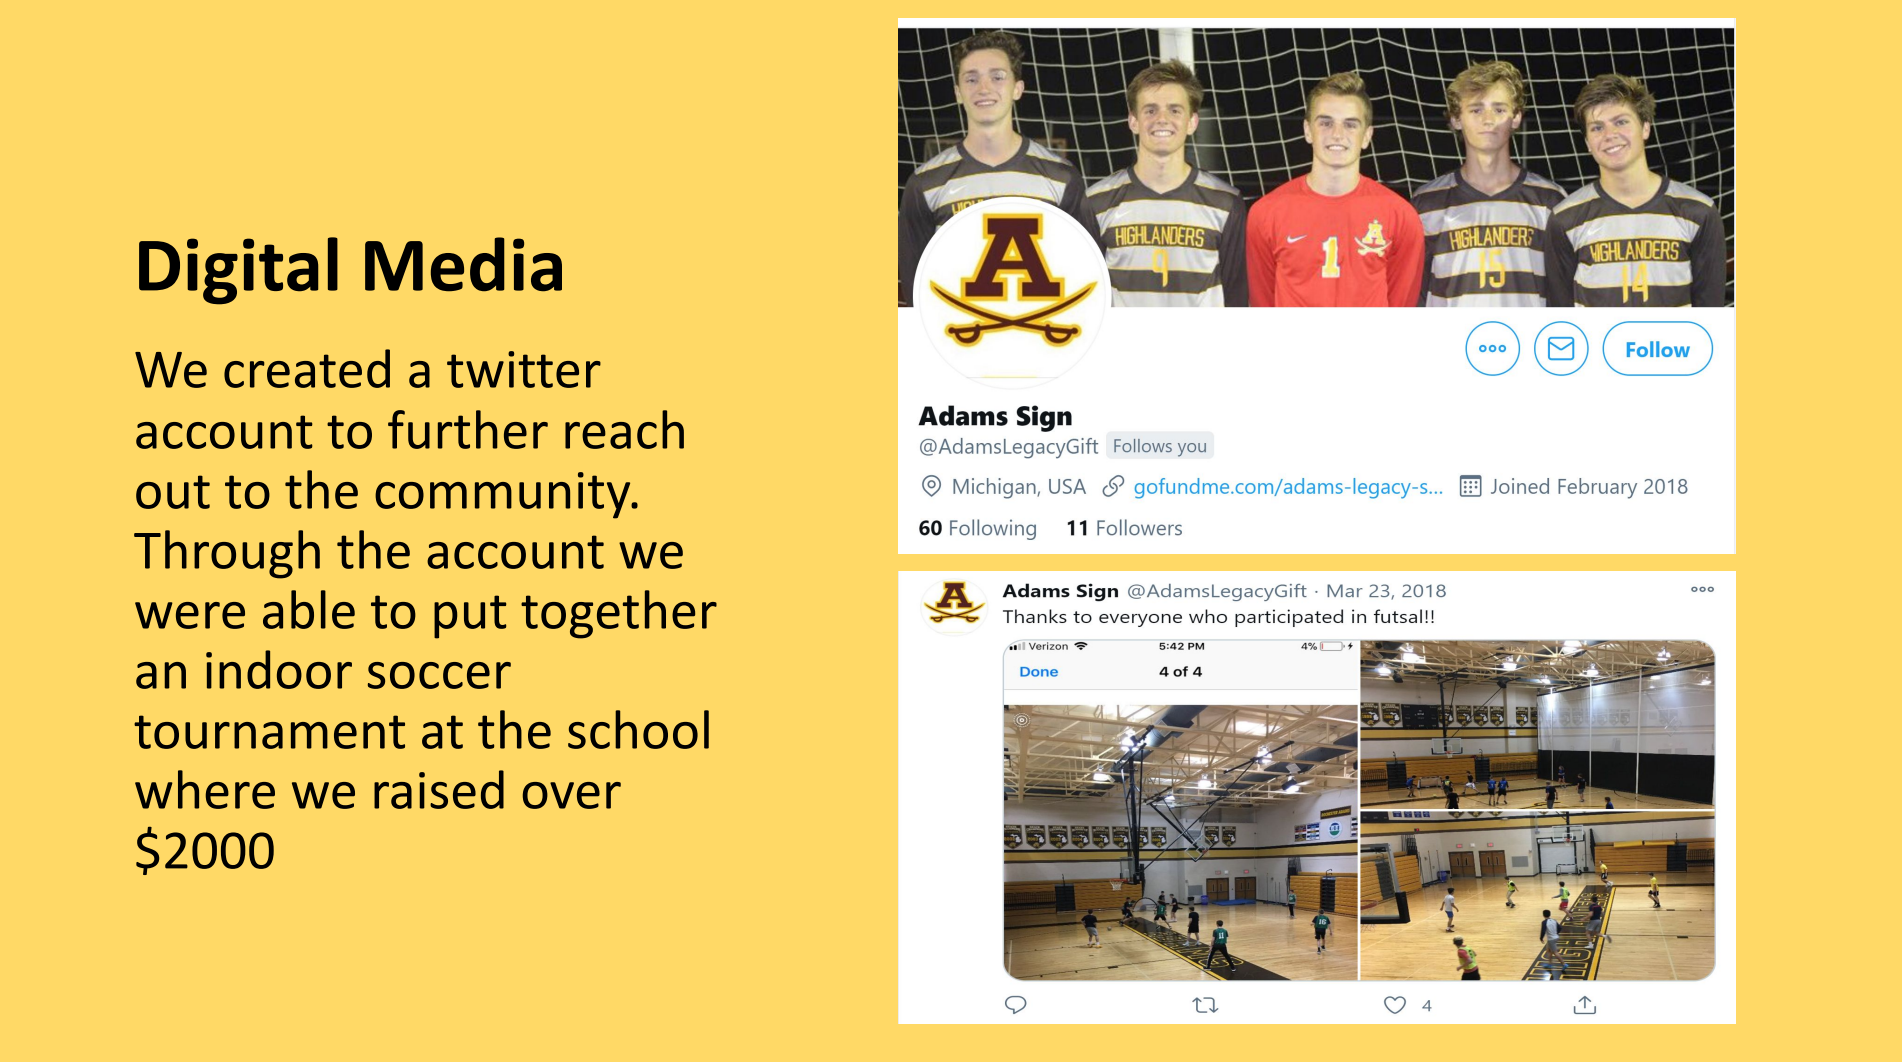 Digital Media
We created a twitter
account to further reach
out to the community.
Through the account we
were able to put together
an indoor soccer
tournament at the school
where we raised over
$2000
HIGHLANDERS
9
1
A
HIGHLANDERS
15
HIGHLANDERS
14
A
Follow
Adams Sign
@AdamsLegacyGift Follows you
Michigan, USA gofundme.com/adams-legacy-s... Joined February 2018
60 Following 11 Followers
A
Adams Sign @AdamsLegacyGift · Mar 23, 2018
Thanks to everyone who participated in futsal!!
Verizon 5:42 PM 4%
Done 4 of 4
4